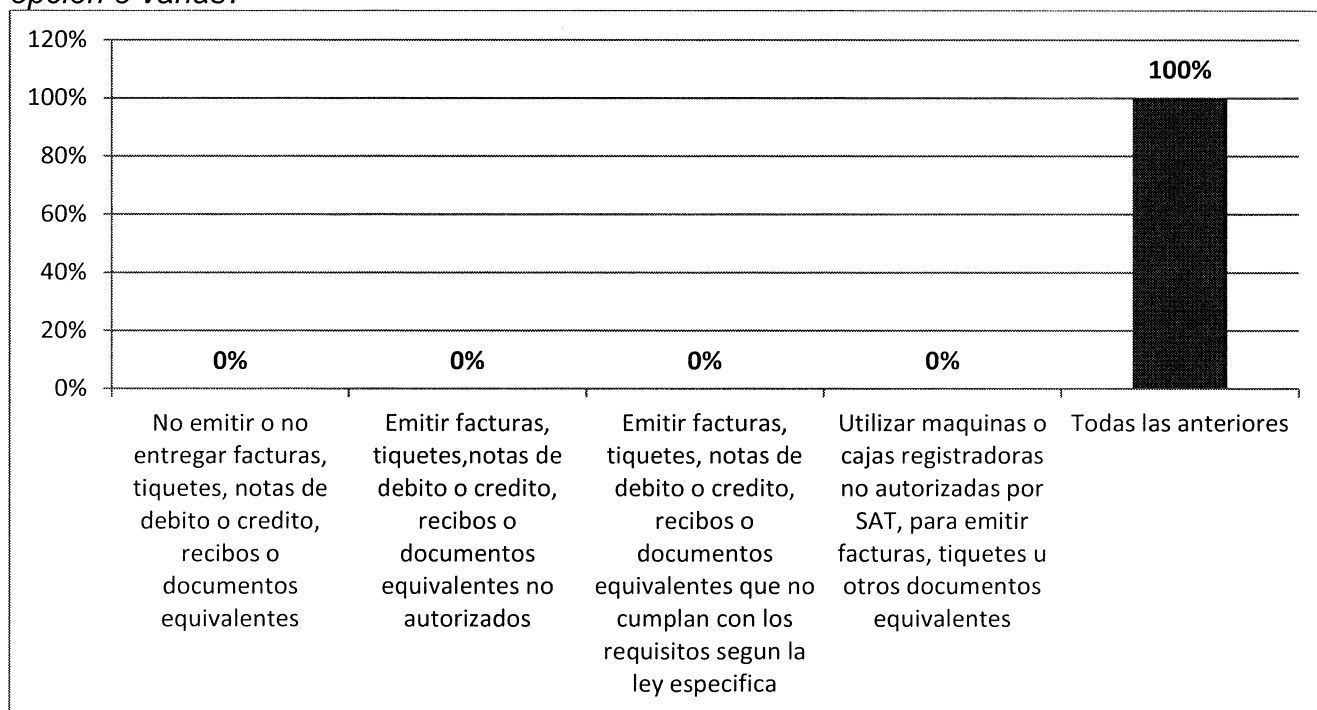 opción o varias?
120%
100%
100%
80%
60%
40%
20%
0%
0%
0%
0%
0%
No emitir o no
entregar facturas,
tiquetes, notas de
debito o credito,
recibos o
documentos
equivalentes
Emitir facturas,
tiquetes,notas de
debito o credito,
recibos o
documentos
equivalentes no
autorizados
Emitir facturas,
tiquetes, notas de
debito o credito,
recibos o
documentos
equivalentes que no
cumplan con los
requisitos segun la
ley especifica
Utilizar maquinas o
cajas registradoras
no autorizadas por
SAT, para emitir
facturas, tiquetes u
otros documentos
equivalentes
Todas las anteriores